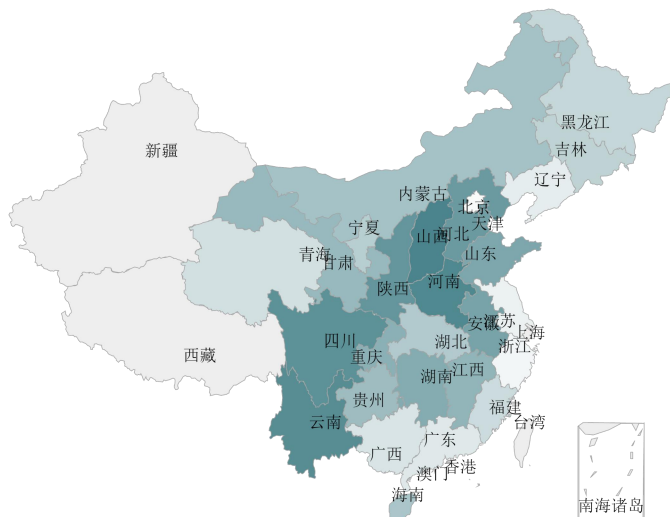 黑龙江
吉林
新疆
辽宁
内蒙古
北京
天津
宁夏
山西
河北
青海
甘肃
山东
陕西
河南
安徽
江苏
上海
四川
湖北
浙江
西藏
重庆
湖南
江西
贵州
福建
云南
台湾
广东
广西
香港
澳门
海南
南海诸岛